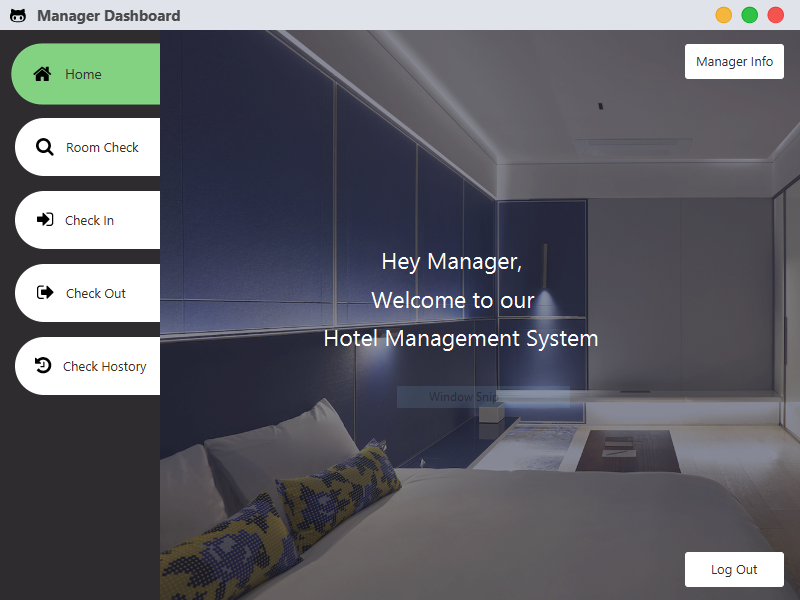 Manager Dashboard
Manager Info
Home
Room Check
Check In
Check Out
Check Hostory
Hey Manager,
Welcome to our
Hotel Management System
Window Snip
Log Out